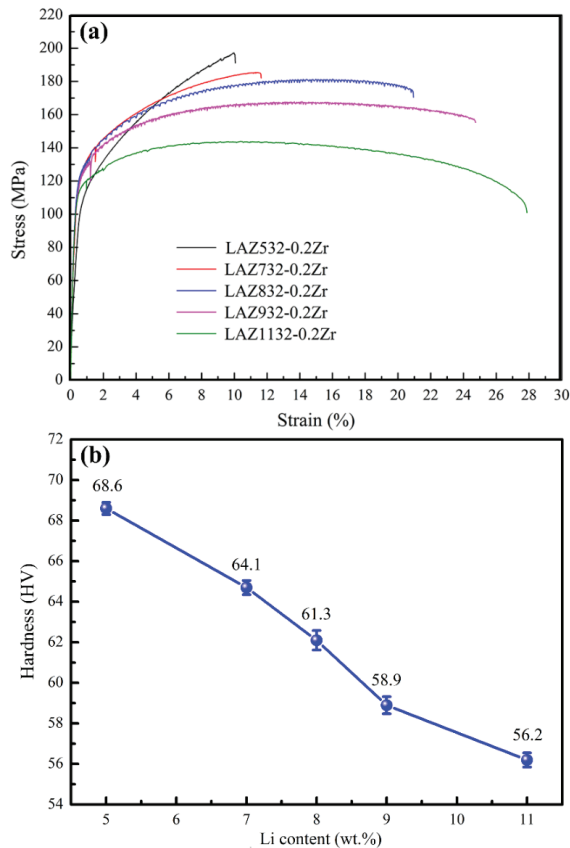 (a)
220
200
180
160
140
120
100
80
60
40
20
0
Stress (MPa)
LAZ532-0.2Zr
LAZ732-0.2Zr
LAZ832-0.2Zr
LAZ932-0.2Zr
LAZ1132-0.2Zr
0 2 4 6 8 10 12 14 16 18 20 22 24 26 28 30
Strain (%)
(b)
72
70
68
66
64
62
60
58
56
54
Hardness (HV)
68.6
64.1
61.3
58.9
56.2
5 6 7 8 9 10 11
Li content (wt.%)